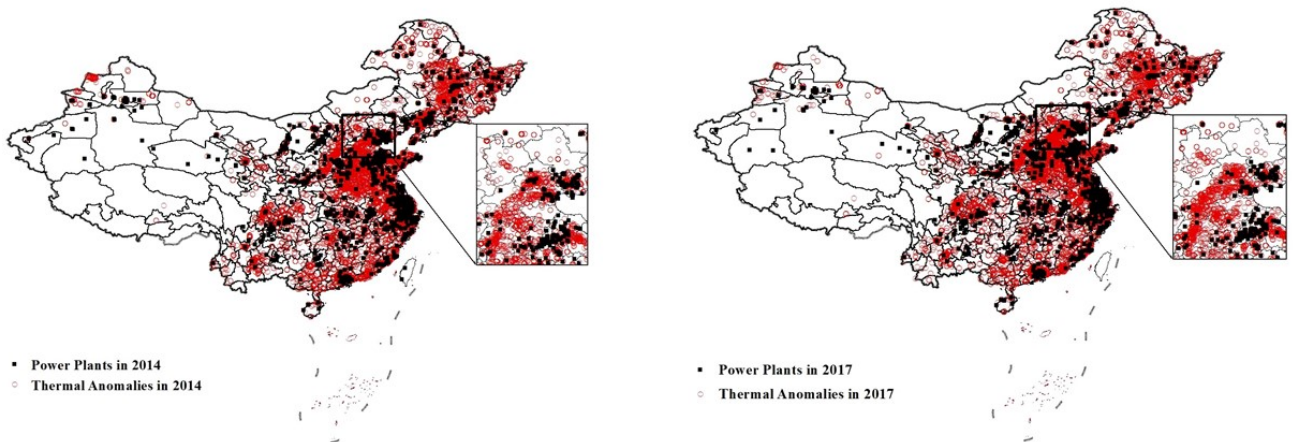 Power Plants in 2014
Thermal Anomalies in 2014
Power Plants in 2017
Thermal Anomalies in 2017